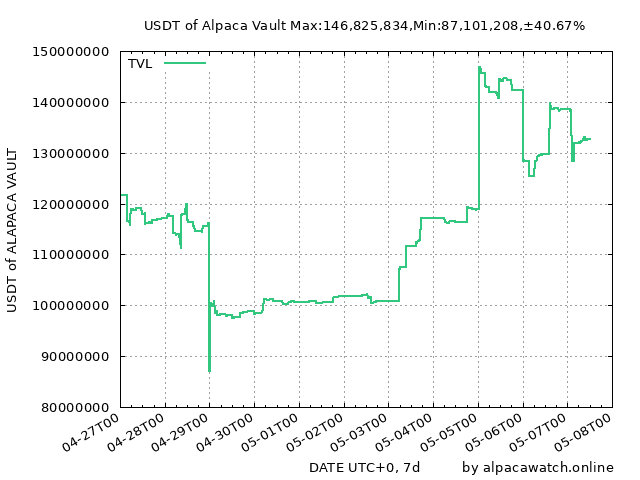 USDT of Alpaca Vault Max:146,825,834,Min:87,101,208,±40.67%
TVL
150000000
140000000
130000000
120000000
110000000
100000000
90000000
80000000
USDT of ALAPACA VAULT
04-27T00
04-28T00
04-29T00
04-30T00
05-01T00
05-02T00
05-03T00
05-04T00
05-05T00
05-06T00
05-07T00
05-08T00
DATE UTC+0, 7d
by alpacawatch.online